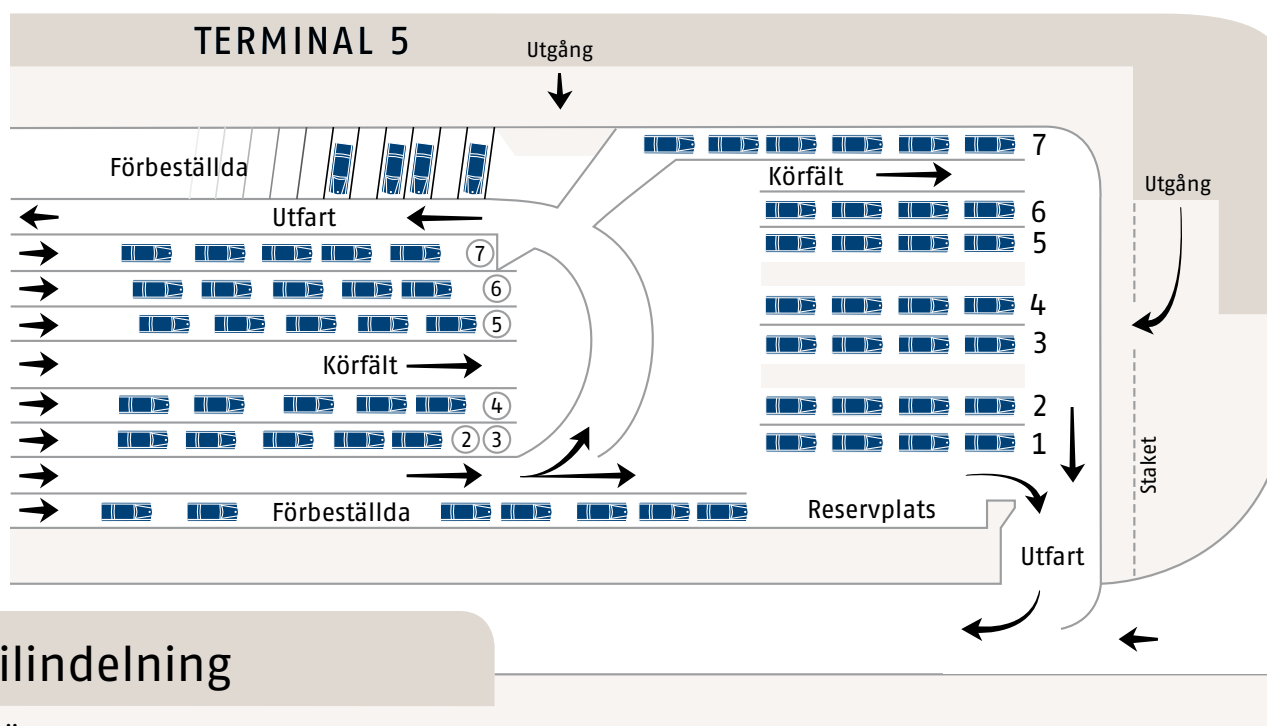 TERMINAL 5
Utgång
Förbeställda
7
Körfält
Utgång
Utfart
6
5
7
6
4
5
3
Körfält
4
2
2 3
1
Staket
Förbeställda
Reservplats
Utfart
ilindelning